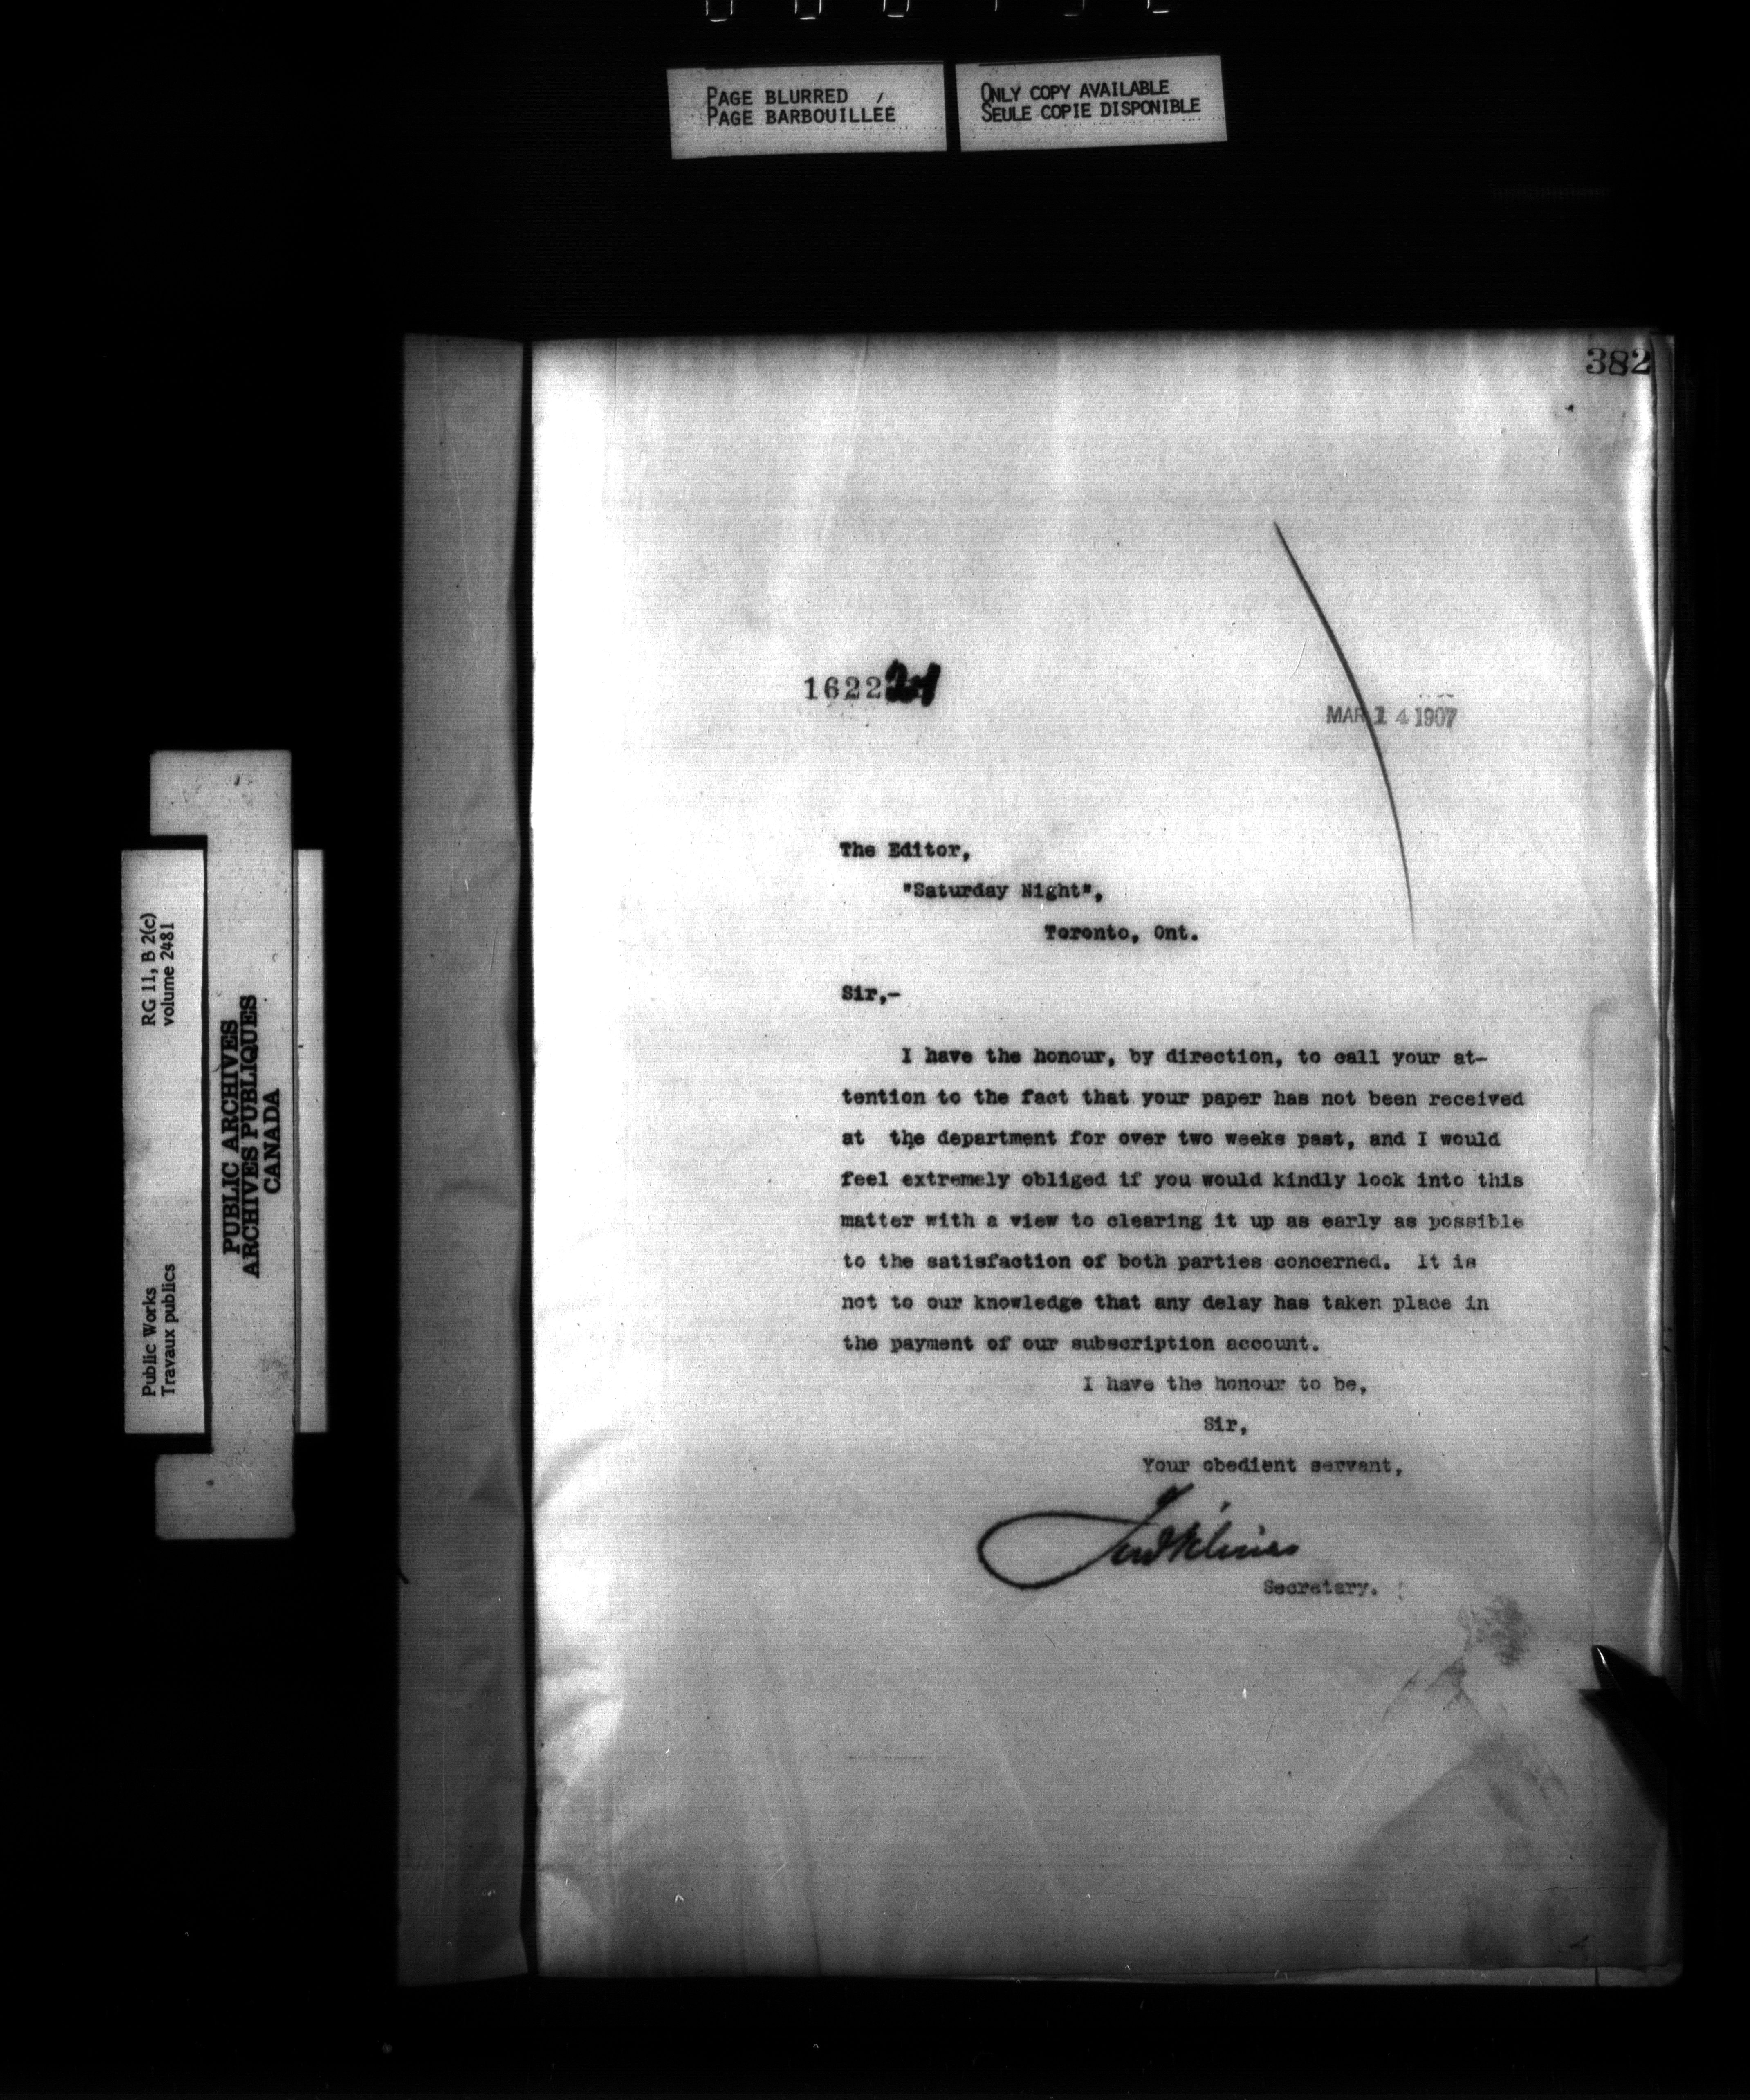 PAGE BLURRED
PAGE BARBOUILLÉE
ONLY COPY AVAILABLE
SEULE COPIE DISPONIBLE
382
1622
MAR 14 1907
The Editor,
"Saturday Night",
Toronto, Ont.
Sir,-
I have the honour, by direction, to call your at-
tention to the fact that your paper has not been received
at the department for over two weeks past, and I would
feel extremely obliged if you would kindly look into this
matter with a view to clearing it up as early as possible
to the satisfaction of both parties concerned. It is
not to our knowledge that any delay has taken place in
the payment of our subscription account.
I have the honour to be,
Sir,
Your obedient servant,
Secretary.
RG 11, B 2(c)
volume 2481
Public Works
Travaux publics
PUBLIC ARCHIVES
ARCHIVES PUBLIQUES
CANADA